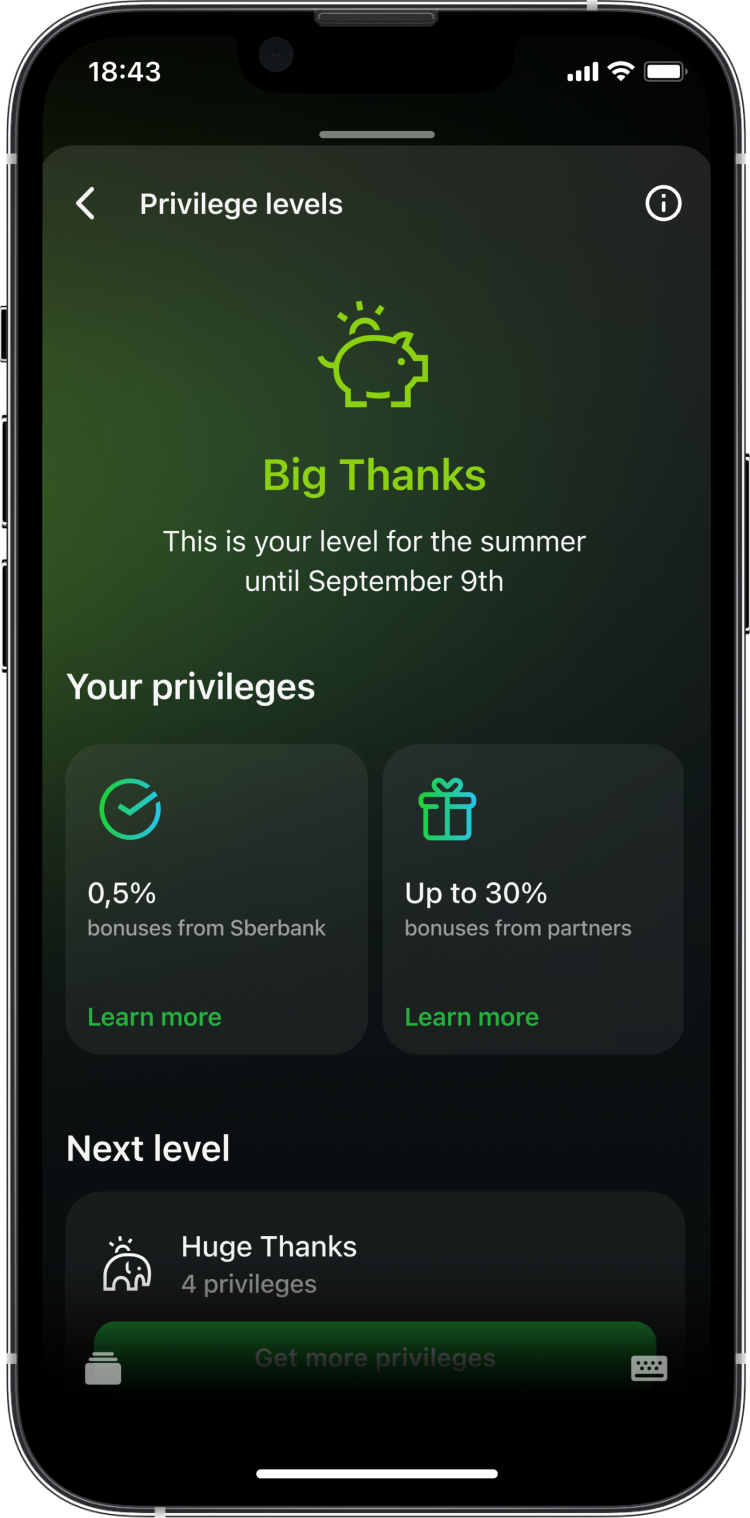 18:43
Privilege levels
Big Thanks
This is your level for the summer
until September 9th
Your privileges
0,5%
bonuses from Sberbank
Learn more
Up to 30%
bonuses from partners
Learn more
Next level
Huge Thanks
4 privileges
Get more privileges